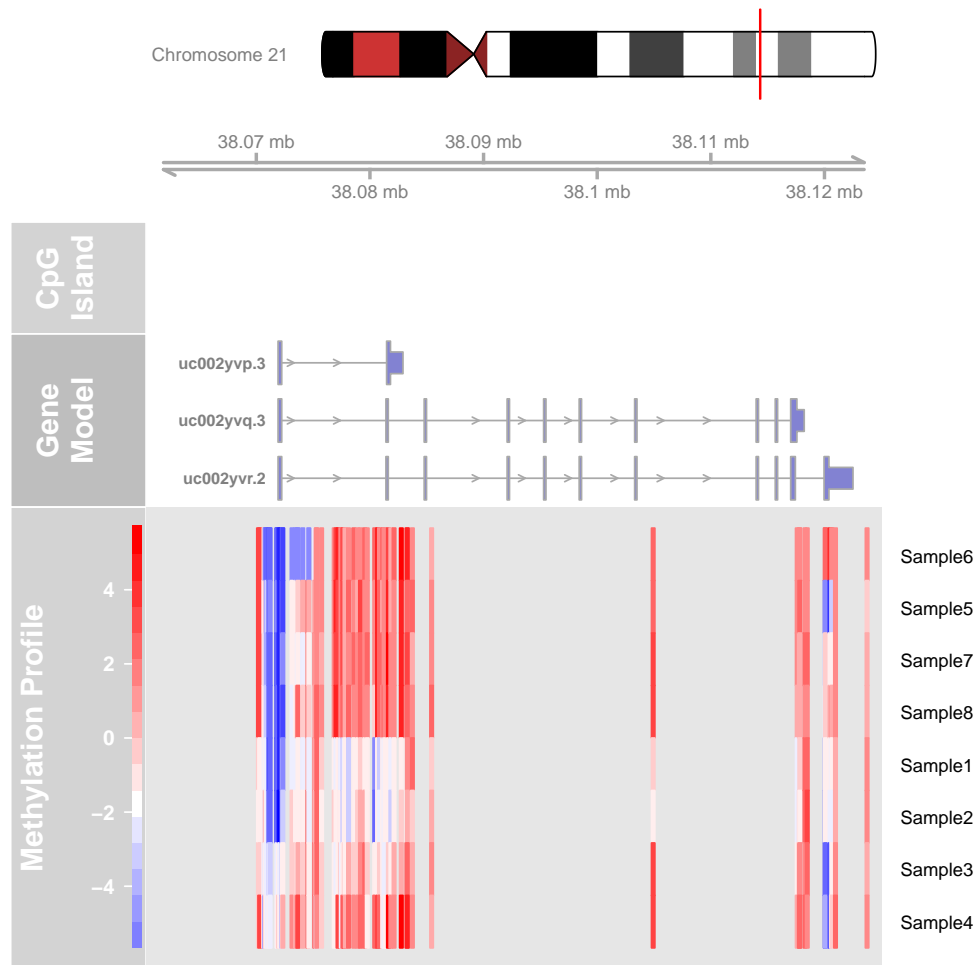 Chromosome 21
38.07 mb
38.09 mb
38.11 mb
38.08 mb
38.1 mb
38.12 mb
CpG
Island
Gene
Model
uc002yvp.3
uc002yvq.3
uc002yvr.2
Methylation Profile
4
2
0
−2
−4
Sample6
Sample5
Sample7
Sample8
Sample1
Sample2
Sample3
Sample4